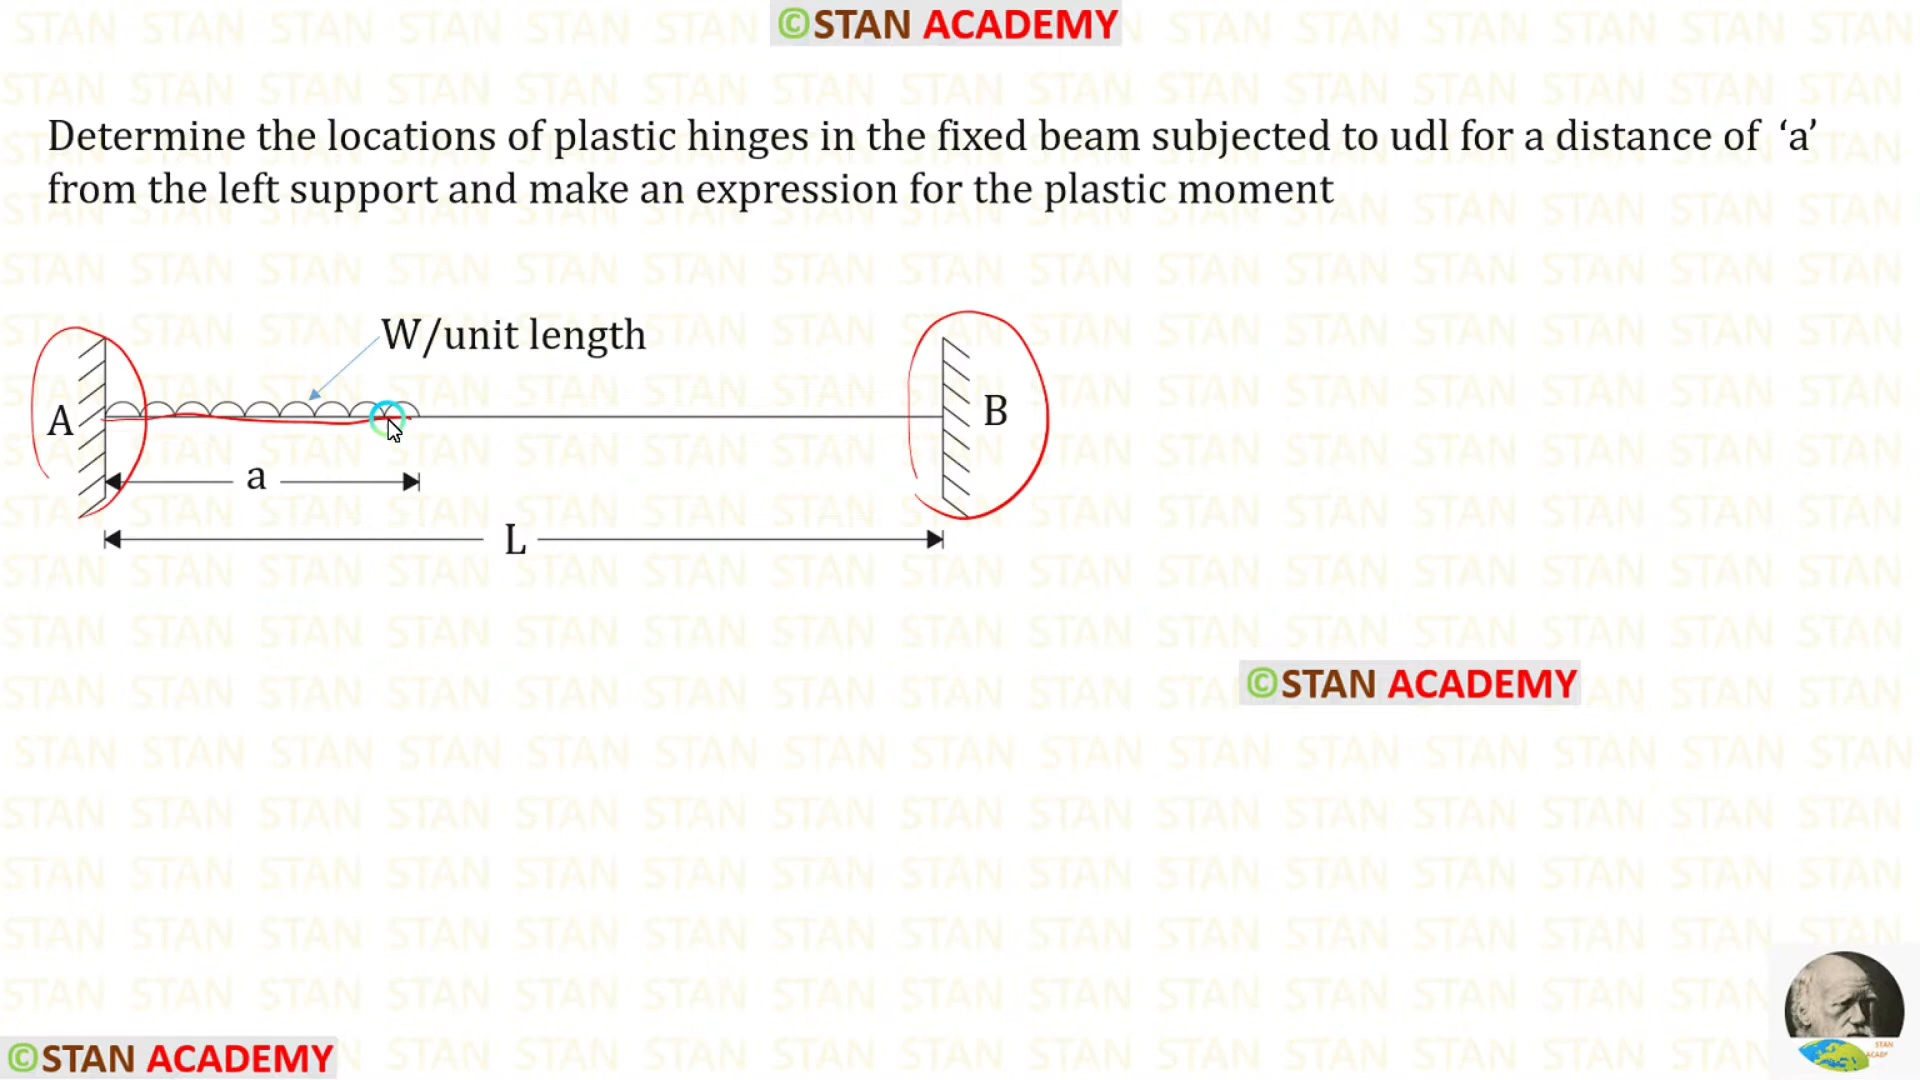 ©STAN ACADEMY
Determine the locations of plastic hinges in the fixed beam subjected to udl for a distance of ‘a’
from the left support and make an expression for the plastic moment
W/unit length
A
B
a
L
©STAN ACADEMY
STAN
©STAN ACADEMY